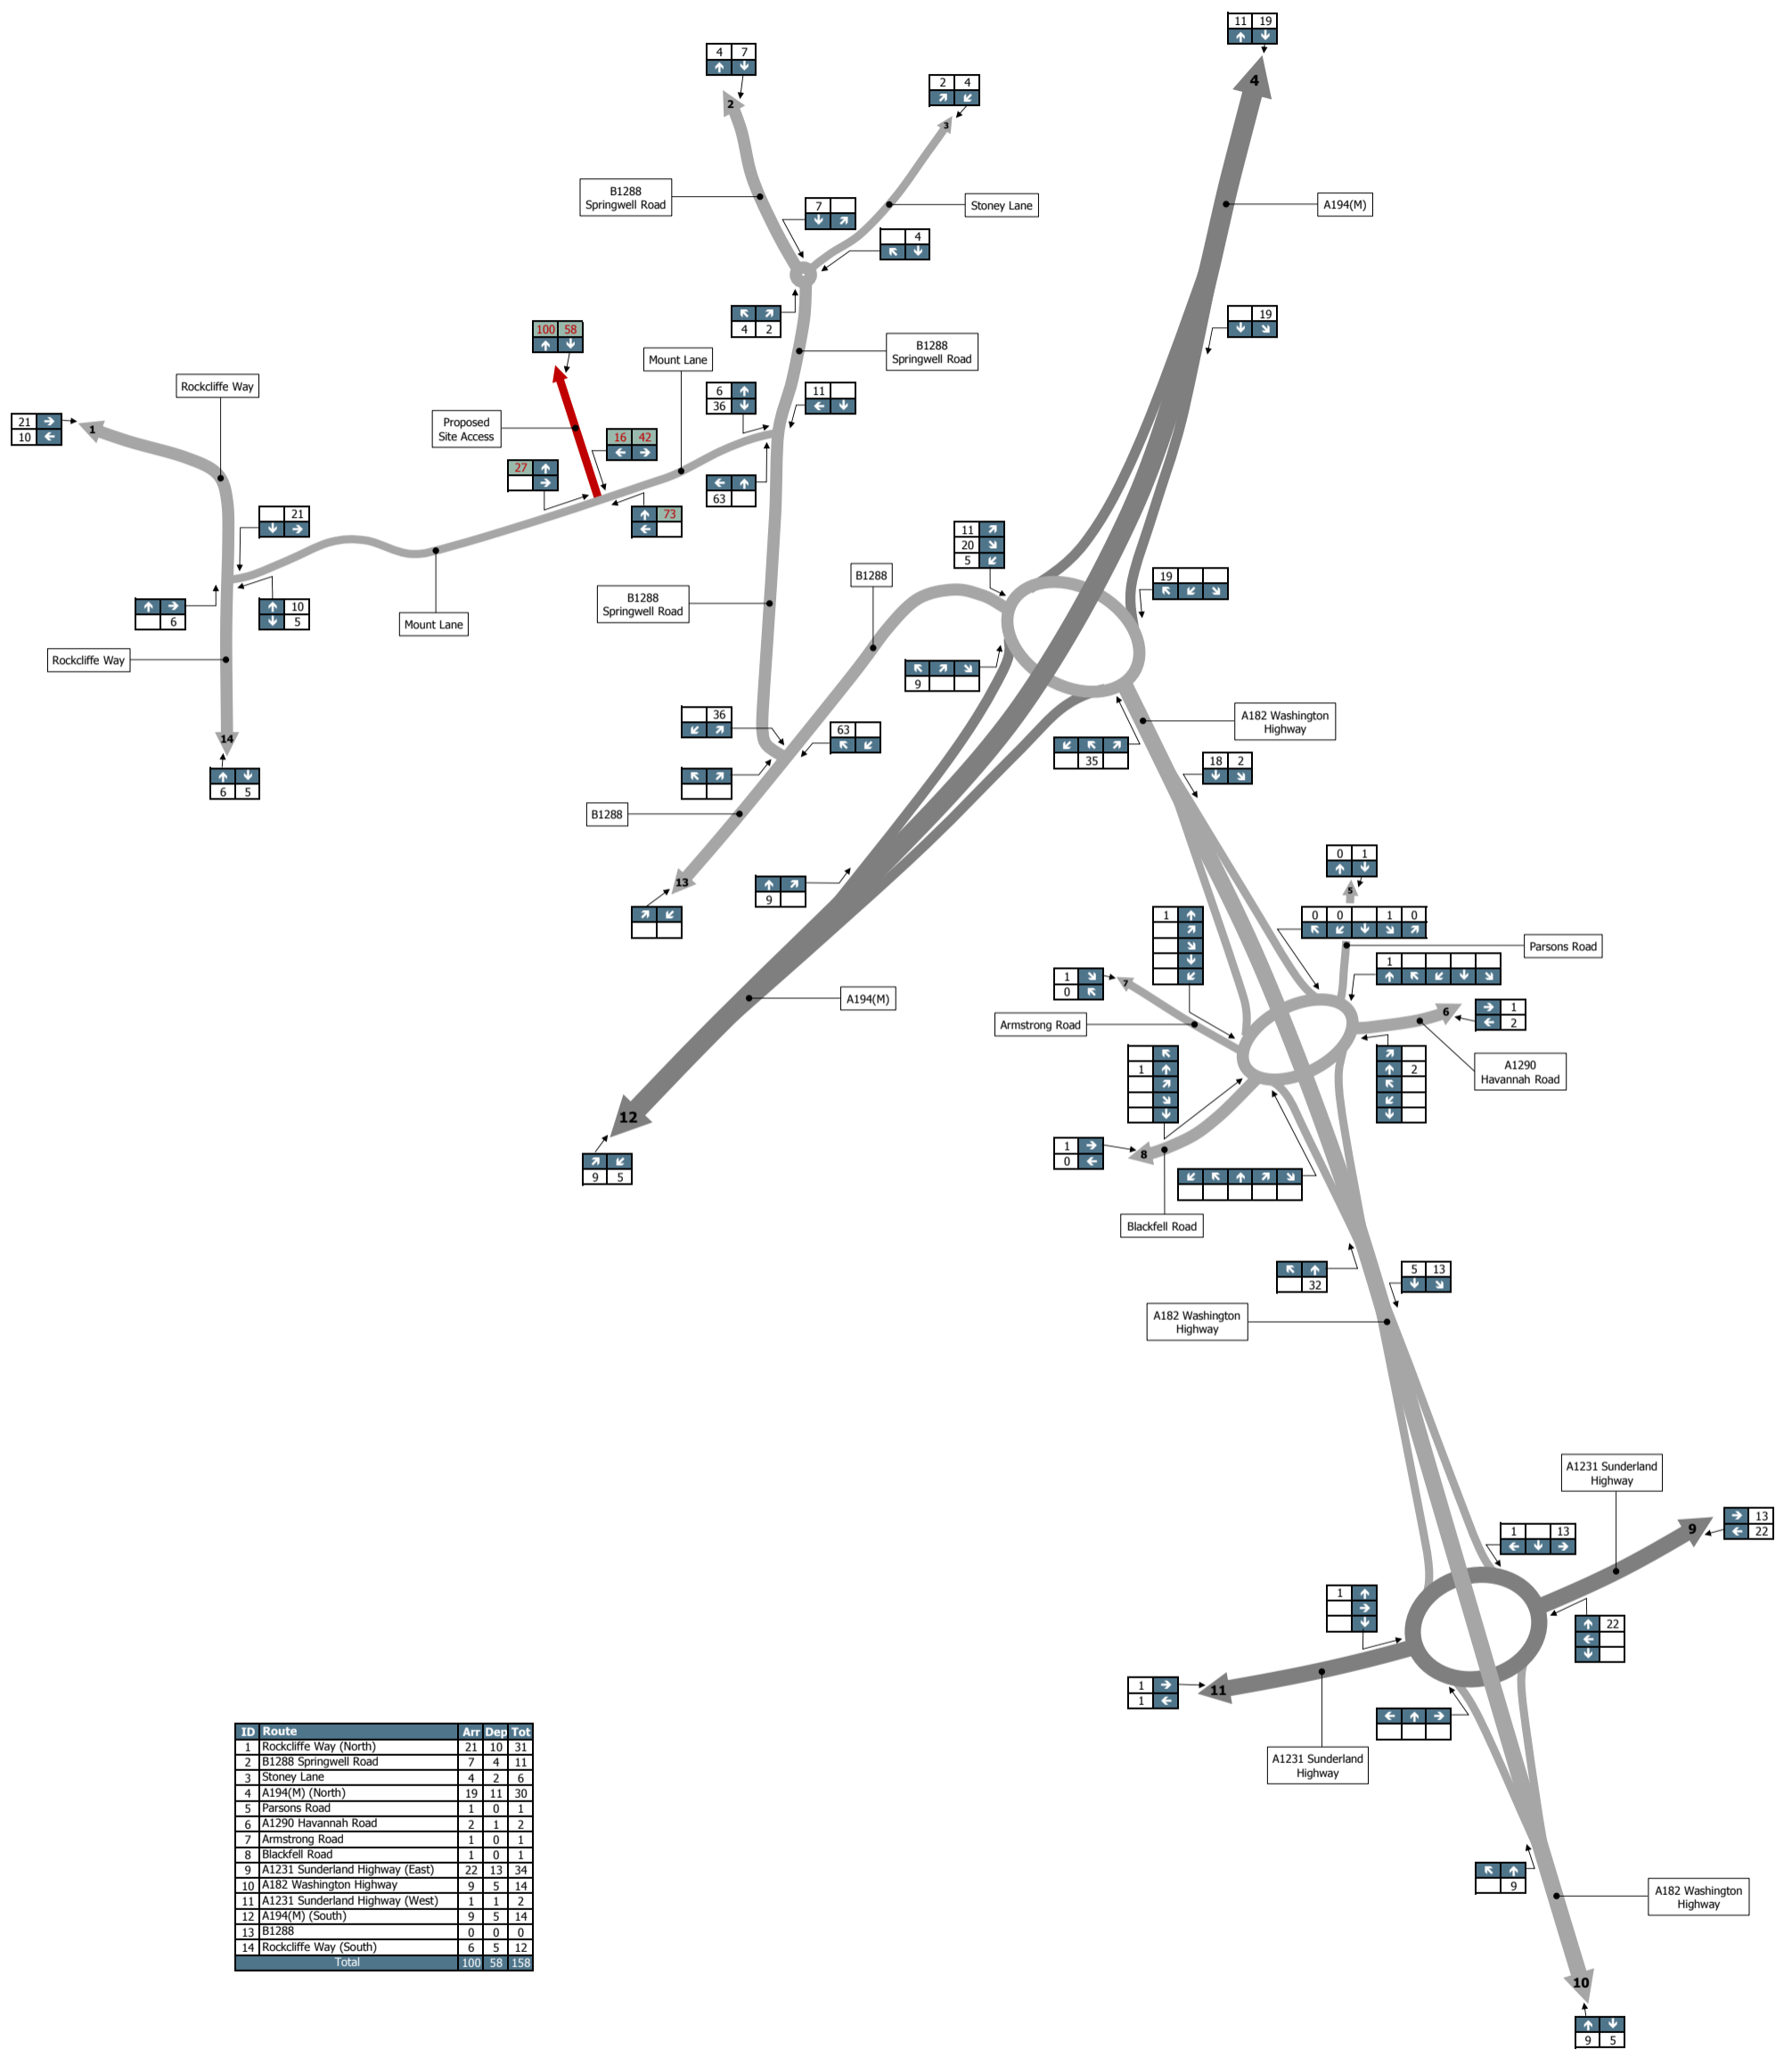 11 19
4
4 7
2
2 4
3
B1288
Springwell Road
Stoney Lane
A194(M)
7
4
4 2
19
100 58
Mount Lane
B1288
Springwell Road
Rockcliffe Way
6
36
11
21
10
1
Proposed
Site Access
16 42
27
63
73
21
11
20
5
B1288
19
6
10
5
B1288
Springwell Road
Mount Lane
Rockcliffe Way
9
36
63
A182 Washington
Highway
35
14
6 5
18 2
B1288
0 1
5
13
9
1
0 0 1 0
Parsons Road
1
1
0
7
A194(M)
Armstrong Road
6
1
2
1
2
A1290
Havannah Road
12
1
0
8
9 5
Blackfell Road
32
5 13
A182 Washington
Highway
A1231 Sunderland
Highway
13
22
9
1 13
1
22
1
1
11
A1231 Sunderland
Highway
ID Route Arr Dep Tot
1 Rockcliffe Way (North) 21 10 31
2 B1288 Springwell Road 7 4 11
3 Stoney Lane 4 2 6
4 A194(M) (North) 19 11 30
5 Parsons Road 1 0 1
6 A1290 Havannah Road 2 1 2
7 Armstrong Road 1 0 1
8 Blackfell Road 1 0 1
9 A1231 Sunderland Highway (East) 22 13 34
10 A182 Washington Highway 9 5 14
11 A1231 Sunderland Highway (West) 1 1 2
12 A194(M) (South) 9 5 14
13 B1288 0 0 0
14 Rockcliffe Way (South) 6 5 12
Total 100 58 158
9
A182 Washington
Highway
10
9 5